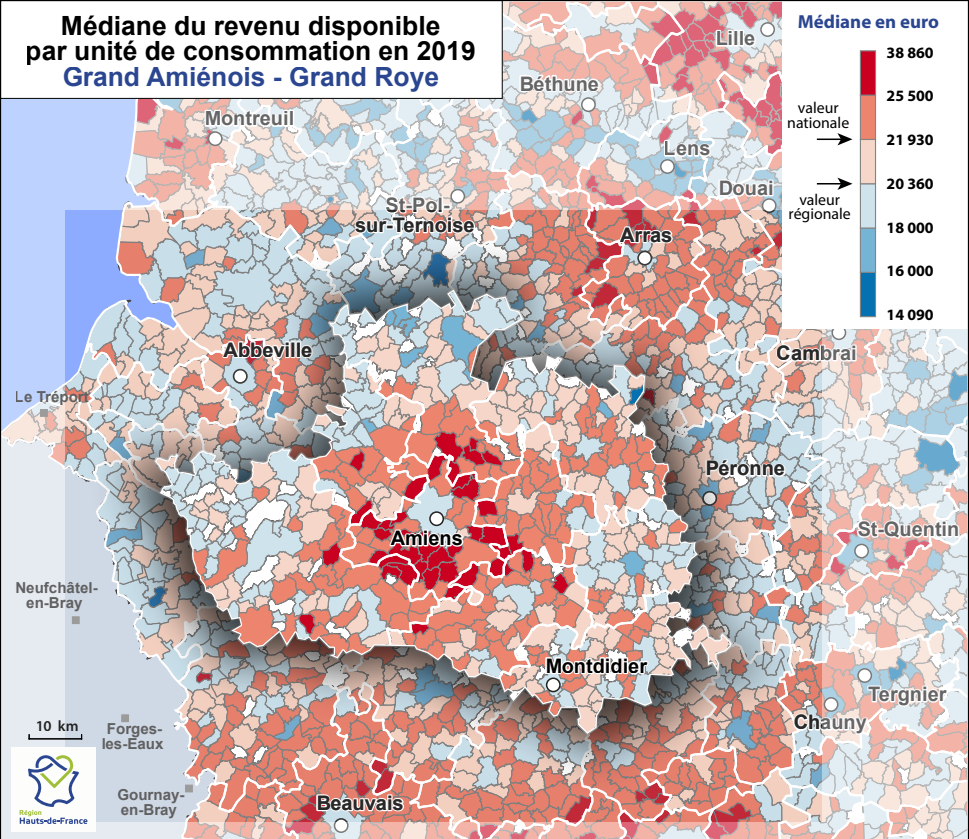 Médiane du revenu disponible
par unité de consommation en 2019
Grand Amiénois - Grand Roye
Médiane en euro
38 860
25 500
valeur
nationale
21 930
20 360
valeur
régionale
18 000
16 000
14 090
Lille
Béthune
Montreuil
Lens
Douai
St-Pol-
sur-Ternoise
Arras
Abbeville
Cambrai
Le Tréport
Péronne
St-Quentin
Amiens
Neufchâtel-
en-Bray
Montdidier
Tergnier
Chauny
10 km
Forges-
les-Eaux
Gournay-
en-Bray
Beauvais
Région
Hauts-de-France